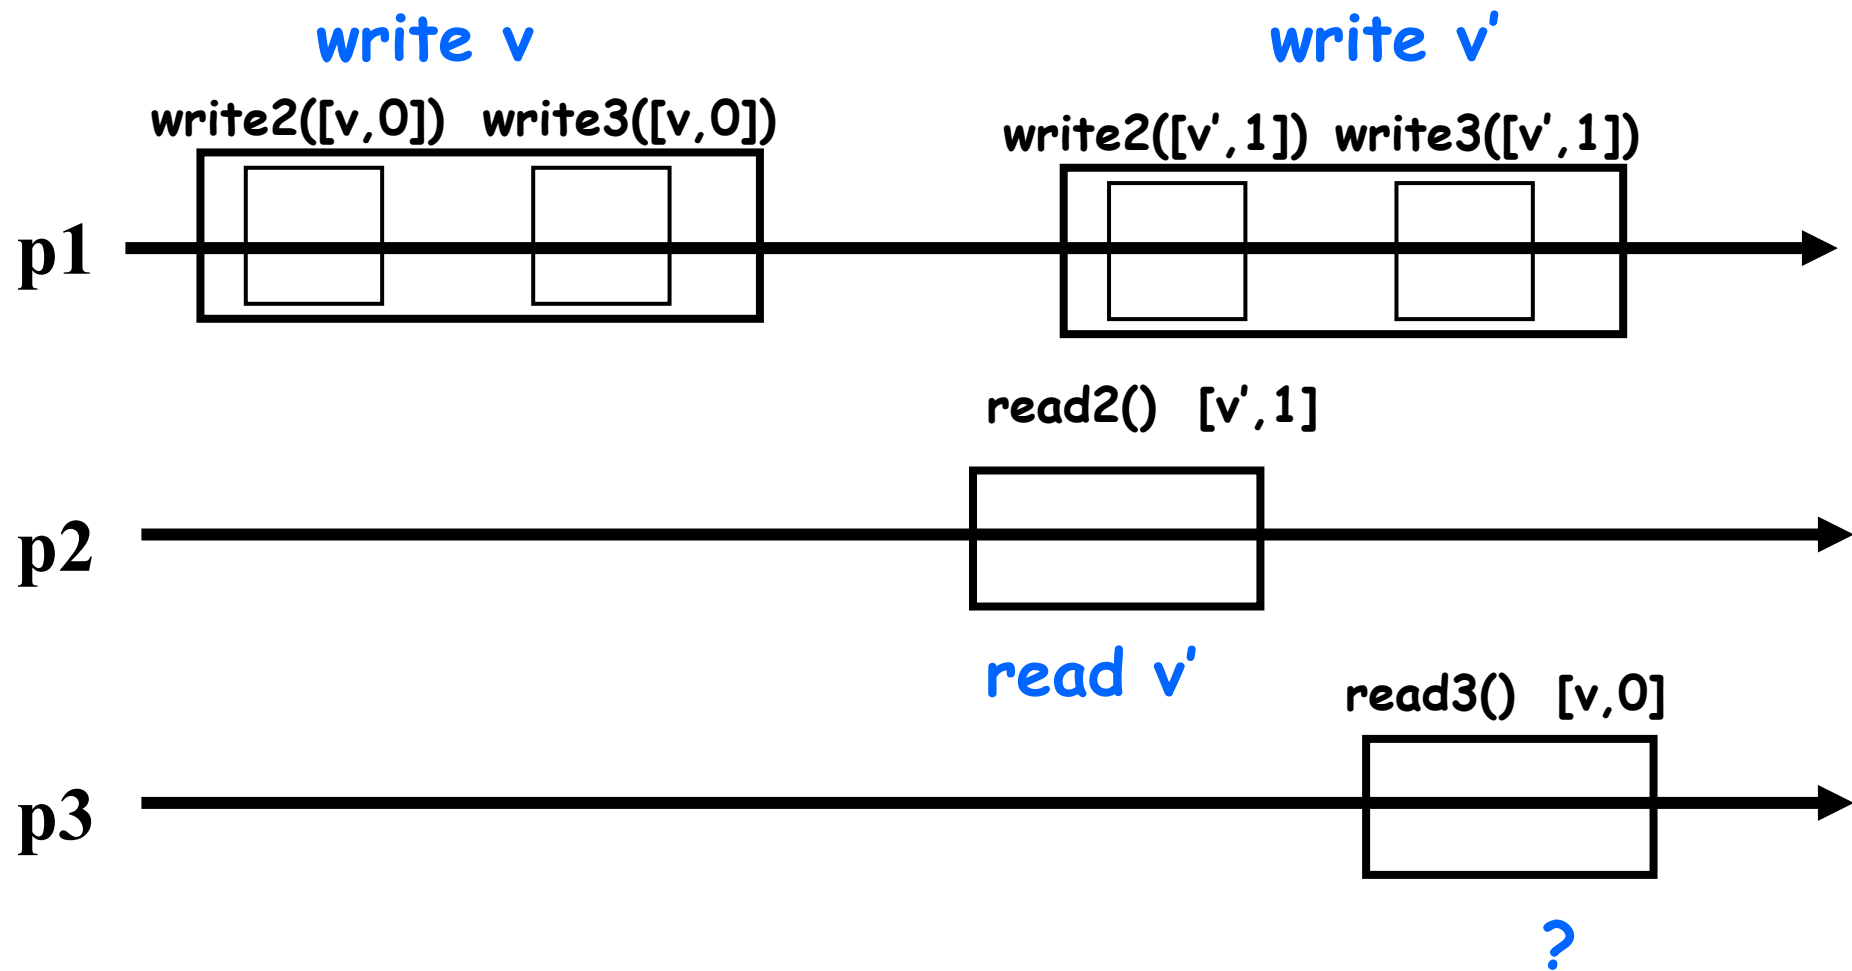 write v write v'
write2([v,0]) write3([v,0]) write2([v',1]) write3([v',1])
p1
read2() [v',1]
p2
read v'
read3() [v,0]
p3
?